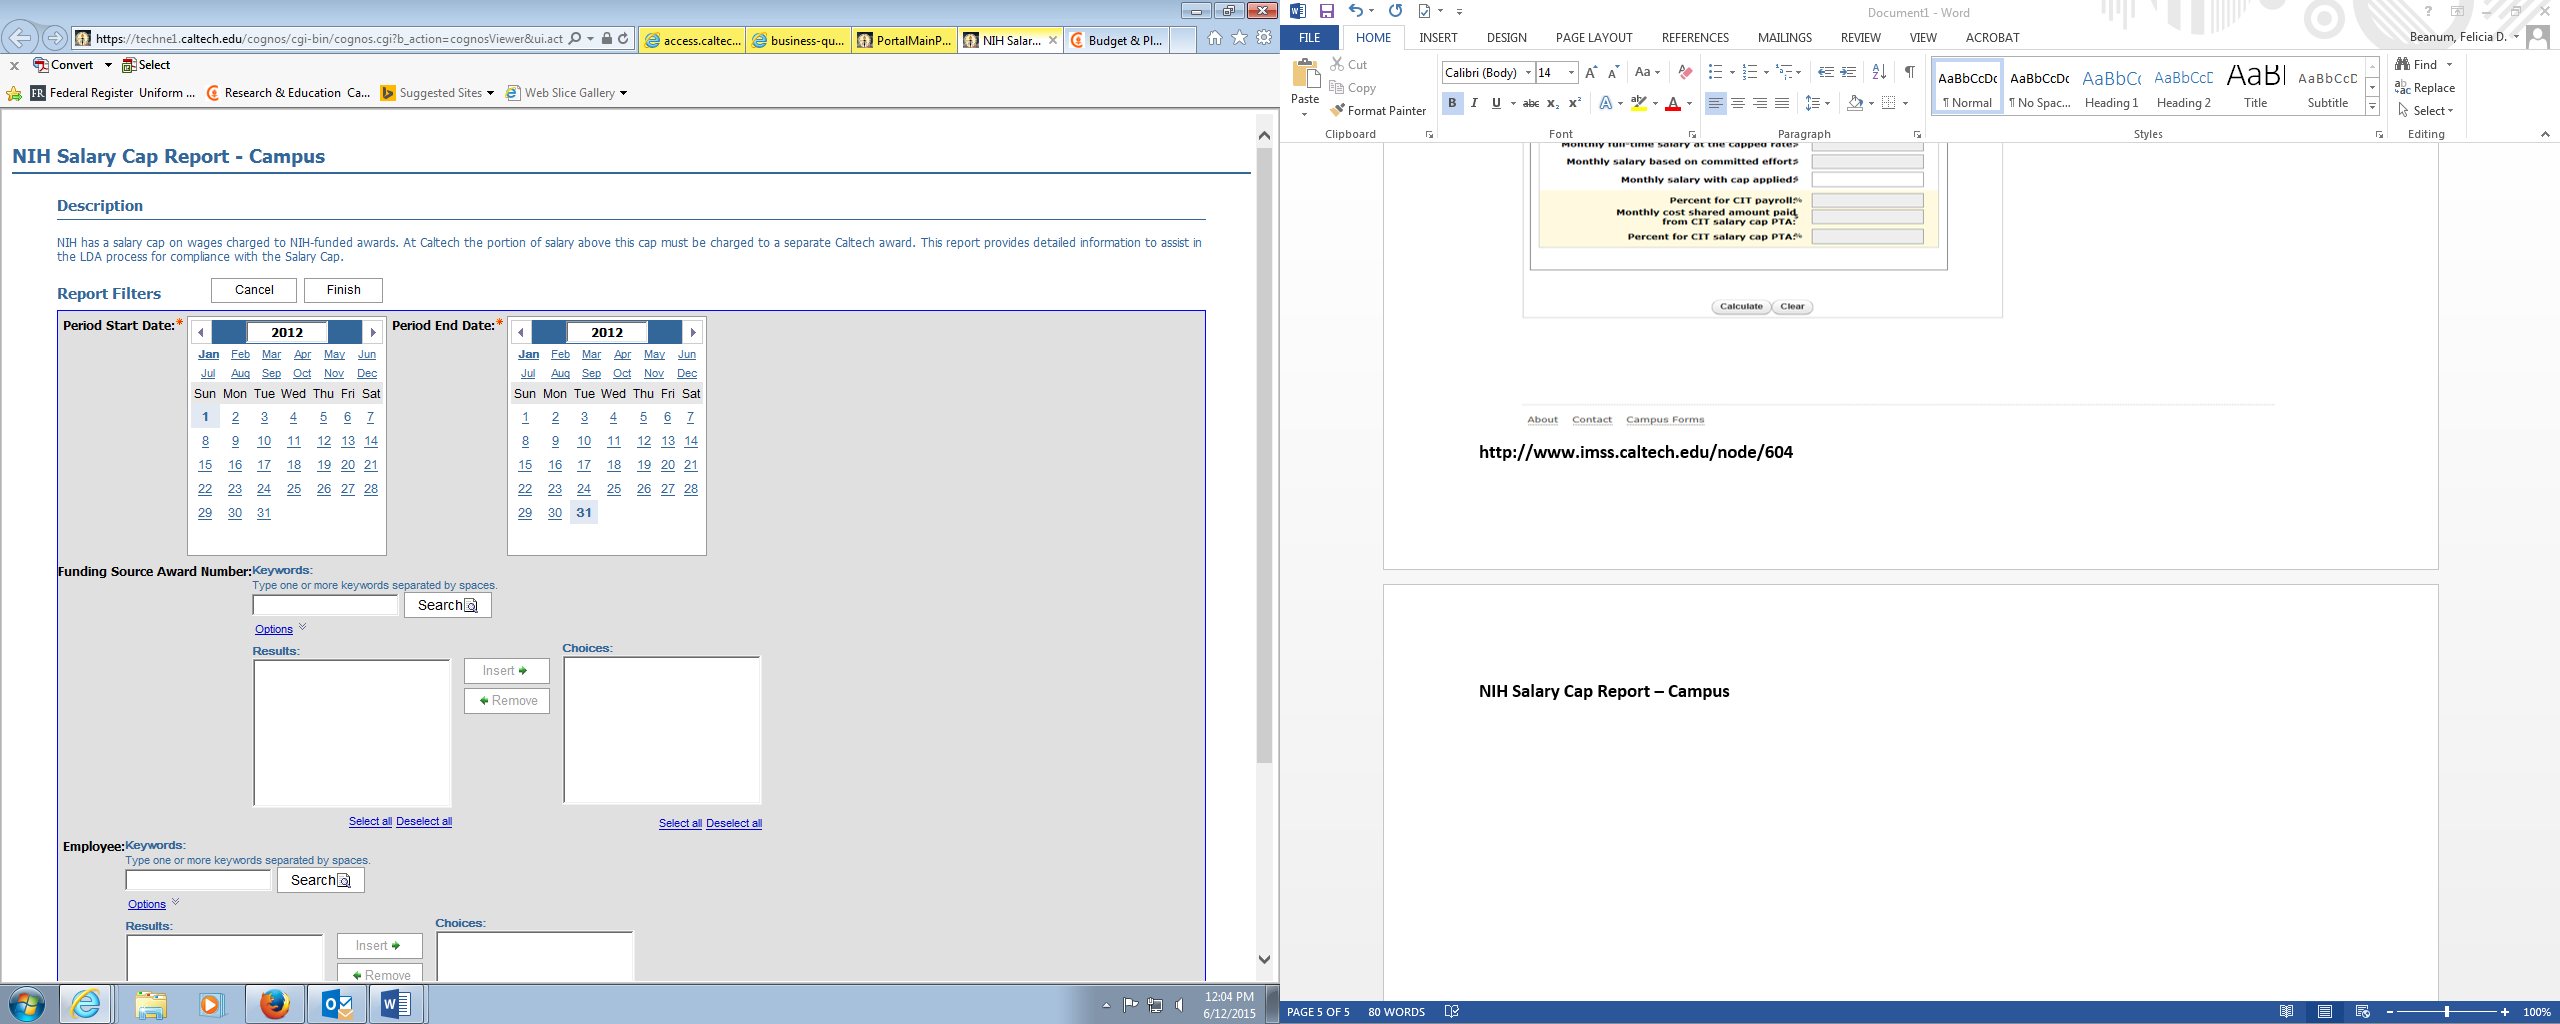 https://techne1.caltech.edu/cognos/cgi-bin/cognos.cgi?b_action=cognosViewer&ui.act
access.caltec...
business-qu...
PortalMainP...
NIH Salar...
Budget & Pl...
x Convert Select
FR Federal Register Uniform ... Research & Education Ca... Suggested Sites Web Slice Gallery
NIH Salary Cap Report - Campus
Description
NIH has a salary cap on wages charged to NIH-funded awards. At Caltech the portion of salary above this cap must be charged to a separate Caltech award. This report provides detailed information to assist in
the LDA process for compliance with the Salary Cap.
Report Filters Cancel Finish
Period Start Date:*
2012
Jan Feb Mar Apr May Jun
Jul Aug Sep Oct Nov Dec
Sun Mon Tue Wed Thu Fri Sat
1 2 3 4 5 6 7
8 9 10 11 12 13 14
15 16 17 18 19 20 21
22 23 24 25 26 27 28
29 30 31
Period End Date:*
2012
Jan Feb Mar Apr May Jun
Jul Aug Sep Oct Nov Dec
Sun Mon Tue Wed Thu Fri Sat
1 2 3 4 5 6 7
8 9 10 11 12 13 14
15 16 17 18 19 20 21
22 23 24 25 26 27 28
29 30 31
Funding Source Award Number: Keywords:
Type one or more keywords separated by spaces.
Search
Options
Results:
Choices:
Insert
Remove
Select all Deselect all
Select all Deselect all
Employee: Keywords:
Type one or more keywords separated by spaces.
Search
Options
Results:
Choices:
Insert
Remove
12:04 PM
6/12/2015
Document1 - Word
FILE HOME INSERT DESIGN PAGE LAYOUT REFERENCES MAILINGS REVIEW VIEW ACROBAT
Beanum, Felicia D.
Paste
Cut
Copy
Format Painter
Clipboard
Calibri (Body) 14
Aa
B I U abc x₂ x²
Font
Paragraph
AaBbCcDc AaBbCcDc AaBbC( AaBbCcD AaB AaBbCcD
¶ Normal ¶ No Spac... Heading 1 Heading 2 Title Subtitle
Styles
Find
Replace
Select
Editing
Monthly full-time salary at the capped rate:
Monthly salary based on committed effort:
Monthly salary with cap applied:
Percent for CIT payroll:%
Monthly cost shared amount paid
from CIT salary cap PTA:
Percent for CIT salary cap PTA:%
Calculate Clear
About Contact Campus Forms
http://www.imss.caltech.edu/node/604
NIH Salary Cap Report – Campus
PAGE 5 OF 5 80 WORDS
100%